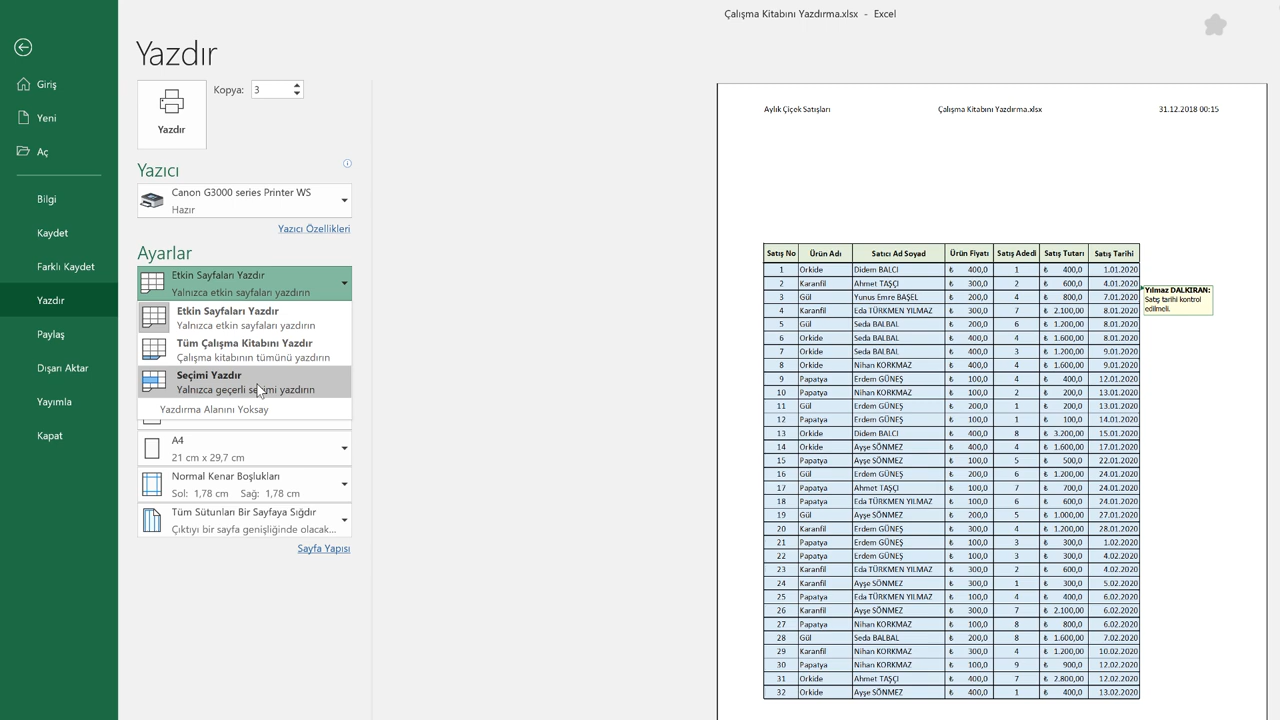 Çalışma Kitabını Yazdırma.xlsx - Excel
Yazdır
Giriş
Yeni
Aç
Bilgi
Kaydet
Farklı Kaydet
Yazdır
Paylaş
Dışarı Aktar
Yayımla
Kapat
Kopya: 3
Yazdır
Yazıcı
Canon G3000 series Printer WS
Hazır
Yazıcı Özellikleri
Ayarlar
Etkin Sayfaları Yazdır
Yalnızca etkin sayfaları yazdırın
Etkin Sayfaları Yazdır
Yalnızca etkin sayfaları yazdırın
Tüm Çalışma Kitabını Yazdır
Çalışma kitabının tümünü yazdırın
Seçimi Yazdır
Yalnızca geçerli seçimi yazdırın
Yazdırma Alanını Yoksay
A4
21 cm x 29,7 cm
Normal Kenar Boşlukları
Sol: 1,78 cm Sağ: 1,78 cm
Tüm Sütunları Bir Sayfaya Sığdır
Çıktıyı bir sayfa genişliğinde olacak...
Sayfa Yapısı
Aylık Çiçek Satışları Çalışma Kitabını Yazdırma.xlsx 31.12.2018 00:15
Satış No Ürün Adı Satıcı Ad Soyad Ürün Fiyatı Satış Adedi Satış Tutarı Satış Tarihi
1 Orkide Didem BALCI ₺ 400,0 1 ₺ 400,0 1.01.2020
2 Karanfil Ahmet TAŞÇI ₺ 300,0 2 ₺ 600,0 4.01.2020
3 Gül Yunus Emre BAŞEL ₺ 200,0 4 ₺ 800,0 7.01.2020
4 Karanfil Eda TÜRKMEN YILMAZ ₺ 300,0 7 ₺ 2.100,00 8.01.2020
5 Gül Seda BALBAL ₺ 200,0 6 ₺ 1.200,00 8.01.2020
6 Orkide Seda BALBAL ₺ 400,0 4 ₺ 1.600,00 8.01.2020
7 Orkide Seda BALBAL ₺ 400,0 3 ₺ 1.200,00 9.01.2020
8 Orkide Nihan KORKMAZ ₺ 400,0 4 ₺ 1.600,00 9.01.2020
9 Papatya Erdem GÜNEŞ ₺ 100,0 4 ₺ 400,0 12.01.2020
10 Papatya Nihan KORKMAZ ₺ 100,0 2 ₺ 200,0 13.01.2020
11 Gül Erdem GÜNEŞ ₺ 200,0 1 ₺ 200,0 13.01.2020
12 Papatya Erdem GÜNEŞ ₺ 100,0 1 ₺ 100,0 14.01.2020
13 Orkide Didem BALCI ₺ 400,0 8 ₺ 3.200,00 15.01.2020
14 Orkide Ayşe SÖNMEZ ₺ 400,0 4 ₺ 1.600,00 17.01.2020
15 Papatya Ayşe SÖNMEZ ₺ 100,0 5 ₺ 500,0 22.01.2020
16 Gül Erdem GÜNEŞ ₺ 200,0 6 ₺ 1.200,00 24.01.2020
17 Papatya Ahmet TAŞÇI ₺ 100,0 7 ₺ 700,0 24.01.2020
18 Papatya Eda TÜRKMEN YILMAZ ₺ 100,0 6 ₺ 600,0 24.01.2020
19 Gül Ayşe SÖNMEZ ₺ 200,0 5 ₺ 1.000,00 27.01.2020
20 Karanfil Erdem GÜNEŞ ₺ 300,0 4 ₺ 1.200,00 28.01.2020
21 Papatya Erdem GÜNEŞ ₺ 100,0 3 ₺ 300,0 1.02.2020
22 Papatya Erdem GÜNEŞ ₺ 100,0 3 ₺ 300,0 4.02.2020
23 Karanfil Eda TÜRKMEN YILMAZ ₺ 300,0 2 ₺ 600,0 4.02.2020
24 Karanfil Ayşe SÖNMEZ ₺ 300,0 1 ₺ 300,0 5.02.2020
25 Papatya Eda TÜRKMEN YILMAZ ₺ 100,0 4 ₺ 400,0 6.02.2020
26 Karanfil Ayşe SÖNMEZ ₺ 300,0 7 ₺ 2.100,00 6.02.2020
27 Papatya Nihan KORKMAZ ₺ 100,0 8 ₺ 800,0 6.02.2020
28 Gül Seda BALBAL ₺ 200,0 8 ₺ 1.600,00 7.02.2020
29 Karanfil Nihan KORKMAZ ₺ 300,0 4 ₺ 1.200,00 10.02.2020
30 Papatya Nihan KORKMAZ ₺ 100,0 9 ₺ 900,0 12.02.2020
31 Orkide Ahmet TAŞÇI ₺ 400,0 7 ₺ 2.800,00 12.02.2020
32 Orkide Ayşe SÖNMEZ ₺ 400,0 1 ₺ 400,0 13.02.2020
Yılmaz DALKIRAN:
Satış tarihi kontrol
edilmeli.